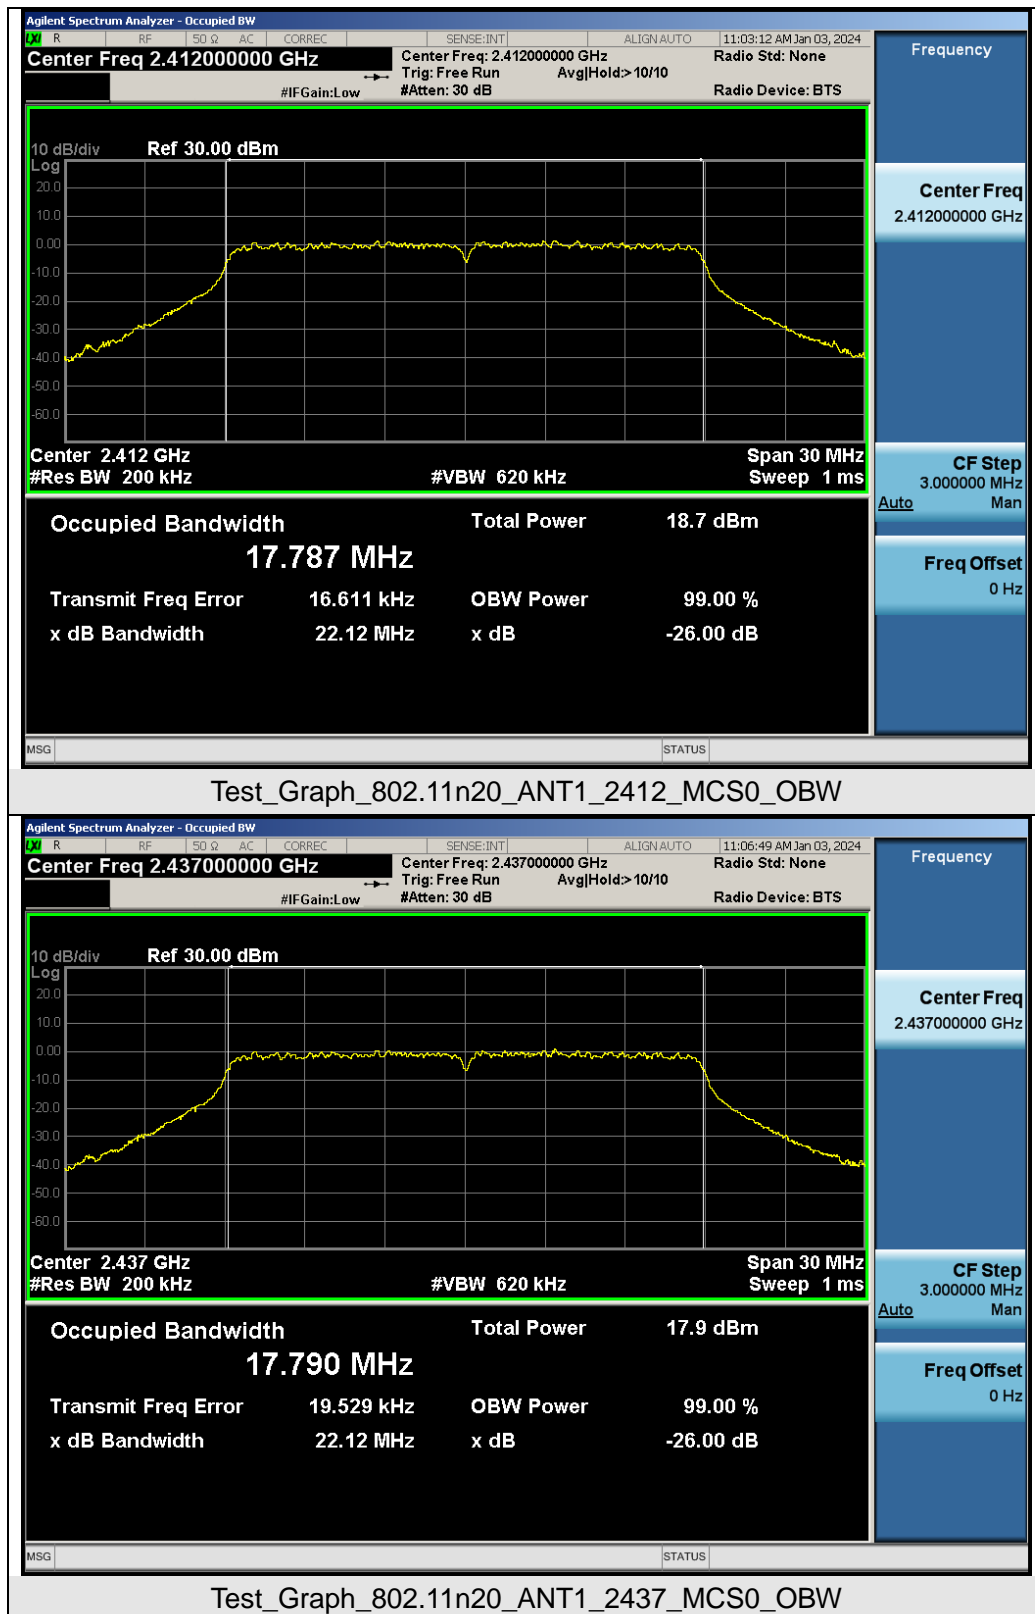 Agilent Spectrum Analyzer - Occupied BW
LXI R RF 50 Ω AC CORREC SENSE:INT ALIGN AUTO 11:03:12 AM Jan 03, 2024
Center Freq 2.412000000 GHz
Center Freq: 2.412000000 GHz
Radio Std: None
Trig: Free Run Avg|Hold:>10/10
#IFGain:Low
#Atten: 30 dB
Radio Device: BTS
Frequency
10 dB/div Ref 30.00 dBm
Log
20.0
10.0
0.00
-10.0
-20.0
-30.0
-40.0
-50.0
-60.0
Center 2.412 GHz Span 30 MHz
#Res BW 200 kHz #VBW 620 kHz Sweep 1 ms
Center Freq
2.412000000 GHz
CF Step
3.000000 MHz
Auto Man
Freq Offset
0 Hz
Occupied Bandwidth Total Power 18.7 dBm
17.787 MHz
Transmit Freq Error 16.611 kHz OBW Power 99.00 %
x dB Bandwidth 22.12 MHz x dB -26.00 dB
MSG STATUS
Test_Graph_802.11n20_ANT1_2412_MCS0_OBW
Agilent Spectrum Analyzer - Occupied BW
LXI R RF 50 Ω AC CORREC SENSE:INT ALIGN AUTO 11:06:49 AM Jan 03, 2024
Center Freq 2.437000000 GHz
Center Freq: 2.437000000 GHz
Radio Std: None
Trig: Free Run Avg|Hold:>10/10
#IFGain:Low
#Atten: 30 dB
Radio Device: BTS
Frequency
10 dB/div Ref 30.00 dBm
Log
20.0
10.0
0.00
-10.0
-20.0
-30.0
-40.0
-50.0
-60.0
Center 2.437 GHz Span 30 MHz
#Res BW 200 kHz #VBW 620 kHz Sweep 1 ms
Center Freq
2.437000000 GHz
CF Step
3.000000 MHz
Auto Man
Freq Offset
0 Hz
Occupied Bandwidth Total Power 17.9 dBm
17.790 MHz
Transmit Freq Error 19.529 kHz OBW Power 99.00 %
x dB Bandwidth 22.12 MHz x dB -26.00 dB
MSG STATUS
Test_Graph_802.11n20_ANT1_2437_MCS0_OBW